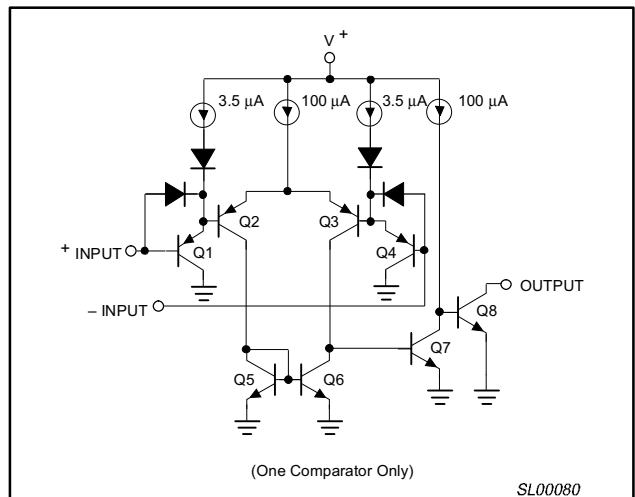 V +
3.5 μA 100 μA 3.5 μA 100 μA
Q2 Q3
+ INPUT Q1 Q4
– INPUT OUTPUT
Q8
Q7
Q5 Q6
(One Comparator Only)
SL00080